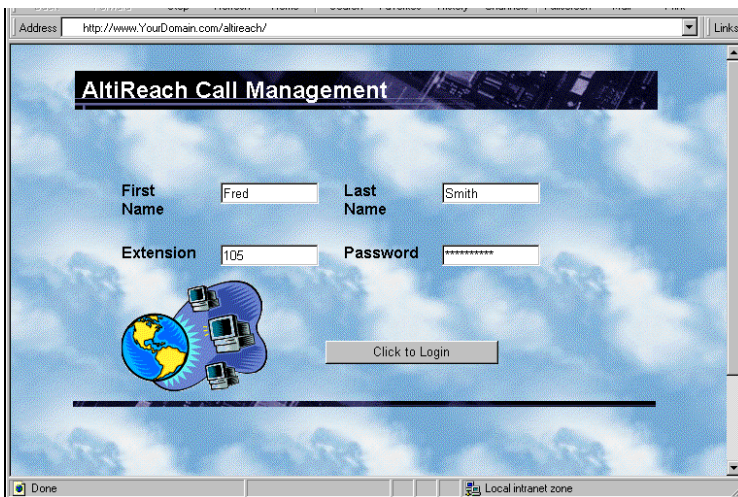 Address http://www.YourDomain.com/altireach/ Links
AltiReach Call Management
First Name Fred Last Name Smith
Extension 105 Password **********
Click to Login
Done Local intranet zone